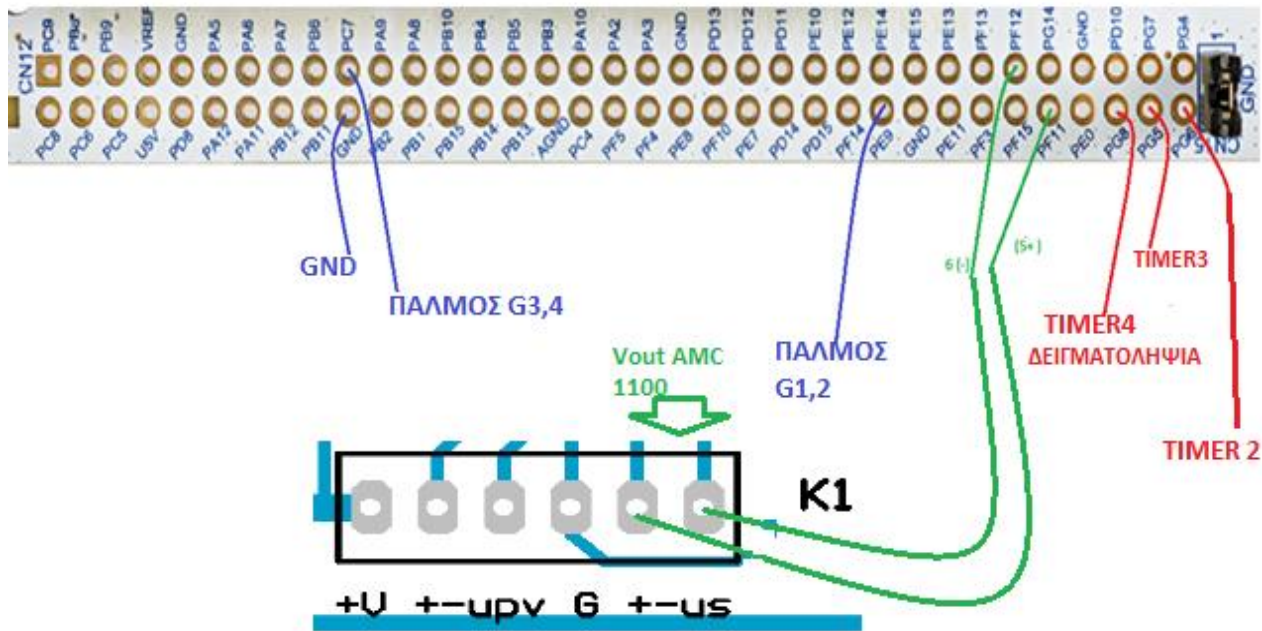 CN12 PC9 PB8 PB9 VREF GND PA5 PA6 PA7 PB6 PC7 PA9 PA8 PB10 PB4 PB5 PB3 PA10 PA2 PA3 GND PD13 PD12 PD11 PE10 PE12 PE14 PE15 PE13 PF13 PF12 PG14 GND PD10 PG7 PG4 1
GND
PC8 PC6 PC5 U5V PD8 PA12 PA11 PB12 PB11 GND PB2 PB1 PB15 PB14 PB13 AGND PC4 PF5 PF4 PE8 PF10 PE7 PD14 PD15 PF14 PE9 GND PE11 PF3 PF15 PF11 PE0 PG8 PG5 PG6
GND
ΠΑΛΜΟΣ G3,4
ΠΑΛΜΟΣ
G1,2
6 (-)
(5+)
TIMER3
TIMER4
ΔΕΙΓΜΑΤΟΛΗΨΙΑ
TIMER 2
Vout AMC
1100
K1
+V +-upv G +-us